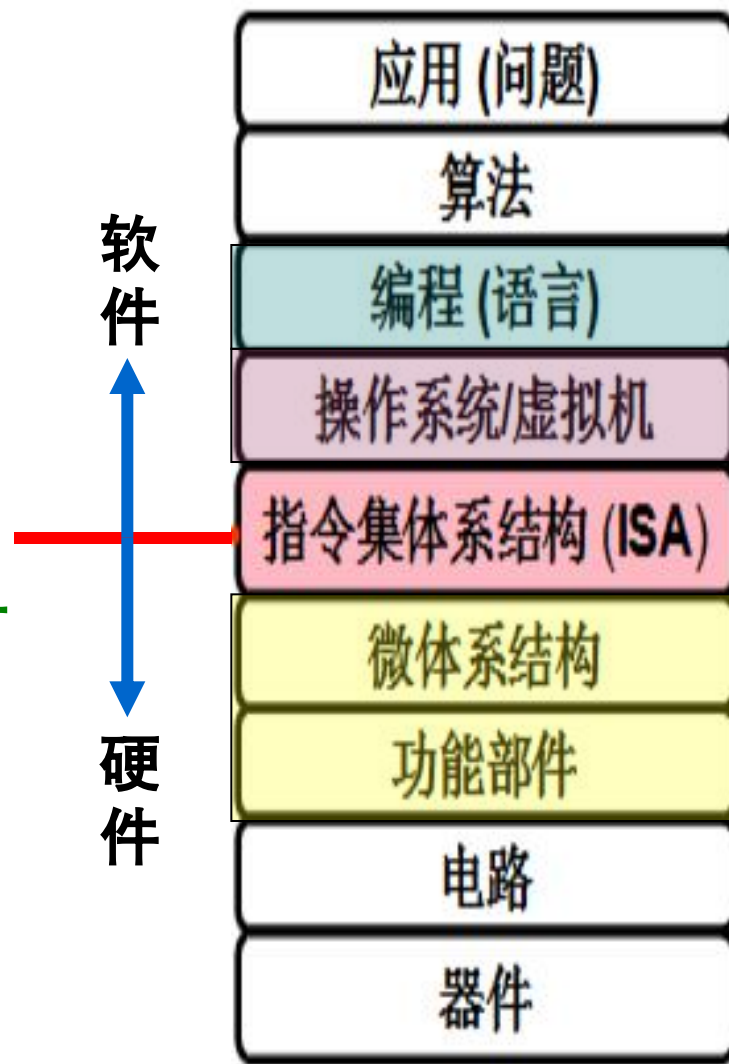 应用 (问题)
算法
软件
编程 (语言)
操作系统/虚拟机
指令集体系结构 (ISA)
微体系结构
功能部件
硬件
电路
器件